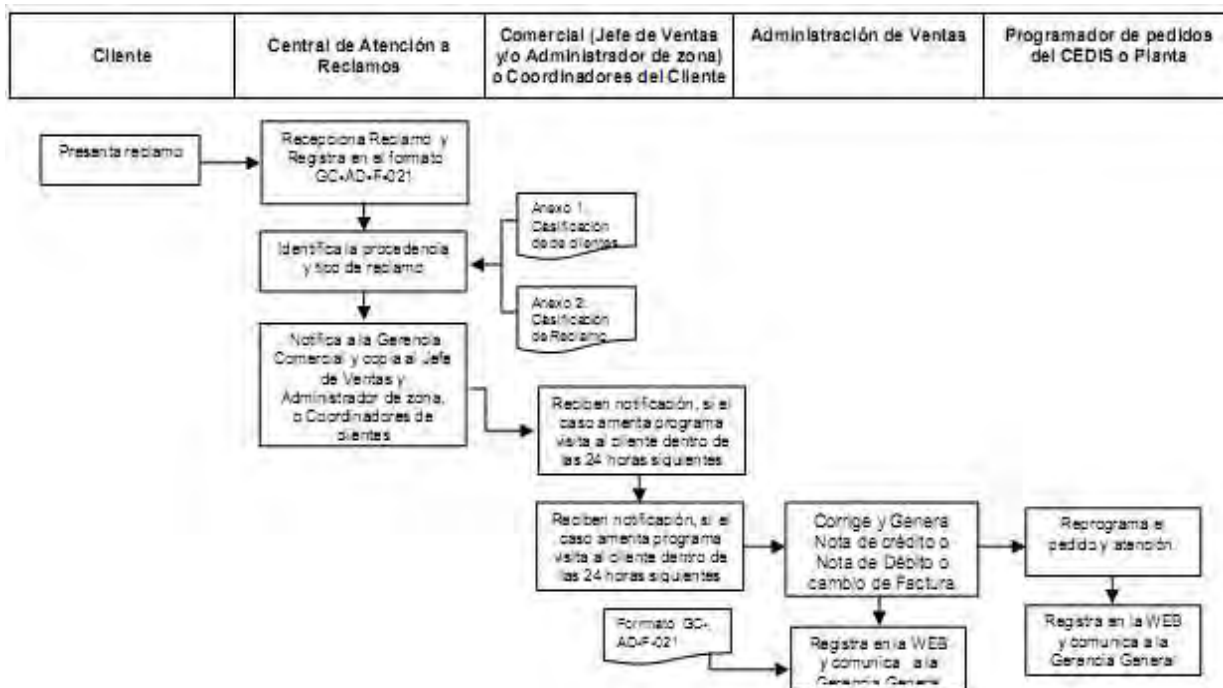 Cliente
Central de Atención a
Reclamos
Comercial (Jefe de Ventas
y/o Administrador de zona)
o Coordinadores del Cliente
Administración de Ventas
Programador de pedidos
del CEDIS o Planta
Presenta reclamo
Recepciona Reclamo y
Registra en el formato
GC-AD-F-021
Anexo 1:
Clasificación
de de clientes
Identifica la procedencia
y tipo de reclamo
Anexo 2:
Clasificación
de Reclamo
Notifica a la Gerencia
Comercial y copia al Jefe
de Ventas y
Administrador de zona,
o Coordinadores de
clientes
Reciben notificación, si el
caso amerita programa
visita al cliente dentro de
las 24 horas siguientes
Reciben notificación, si el
caso amerita programa
visita al cliente dentro de
las 24 horas siguientes
Corrige y Genera
Nota de crédito o
Nota de Débito o
cambio de Factura
Reprograma el
pedido y atención
Formato GC-
AD-F-021
Registra en la WEB
y comunica a la
Gerencia General
Registra en la WEB
y comunica a la
Gerencia General